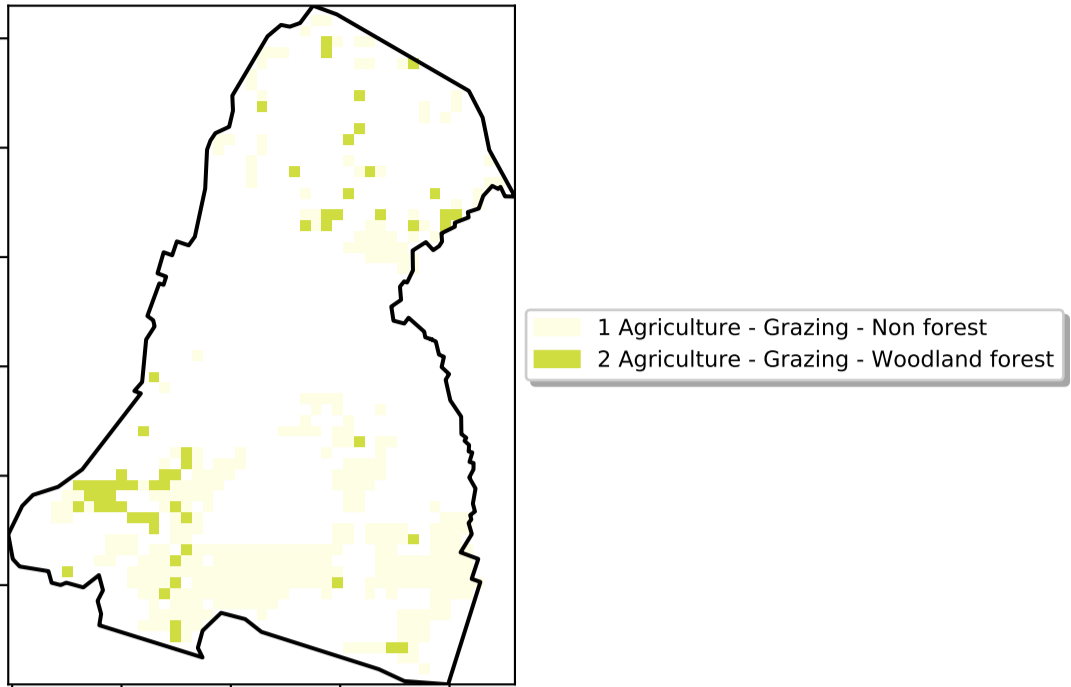 1 Agriculture - Grazing - Non forest
2 Agriculture - Grazing - Woodland forest